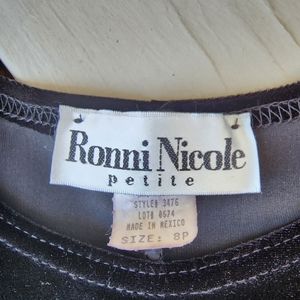 Ronni Nicole
petite
STYLE# 3476
LOT# 0674
MADE IN MEXICO
SIZE: 8P